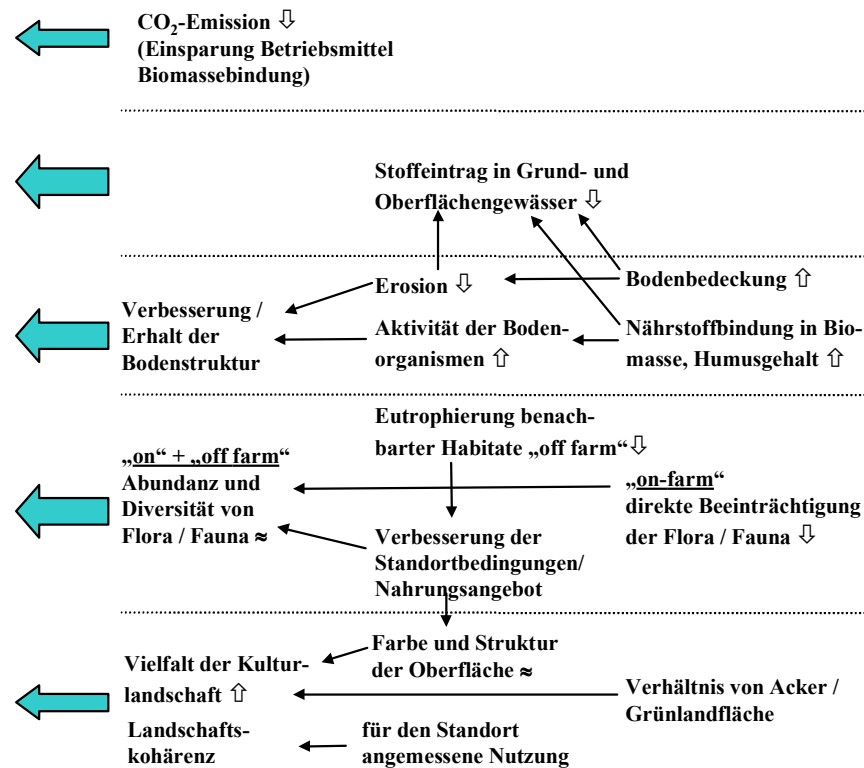 CO₂-Emission ⇩
(Einsparung Betriebsmittel
Biomassebindung)
Stoffeintrag in Grund- und
Oberflächengewässer ⇩
Erosion ⇩
Bodenbedeckung ⇧
Verbesserung /
Erhalt der
Bodenstruktur
Aktivität der Boden-
organismen ⇧
Nährstoffbindung in Bio-
masse, Humusgehalt ⇧
Eutrophierung benach-
barter Habitate „off farm“ ⇩
„on“ + „off farm“
Abundanz und
Diversität von
Flora / Fauna ≈
„on-farm“
direkte Beeinträchtigung
der Flora / Fauna ⇩
Verbesserung der
Standortbedingungen/
Nahrungsangebot
Farbe und Struktur
der Oberfläche ≈
Vielfalt der Kultur-
landschaft ⇧
Verhältnis von Acker /
Grünlandfläche
Landschafts-
kohärenz
für den Standort
angemessene Nutzung